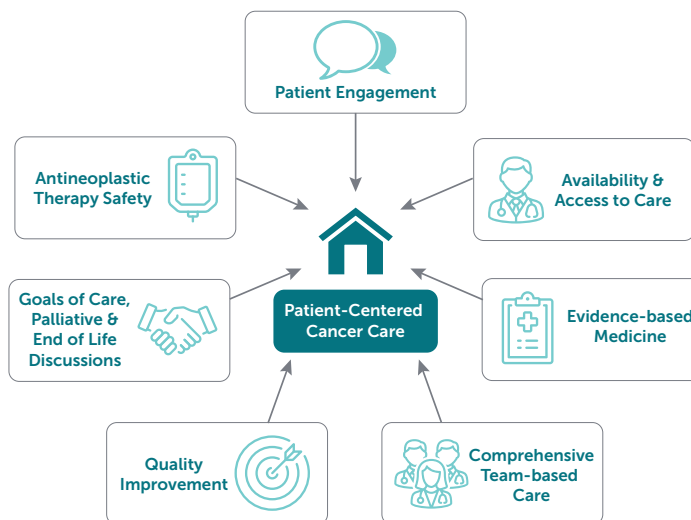 Patient Engagement
Antineoplastic
Therapy Safety
Availability &
Access to Care
Goals of Care,
Palliative &
End of Life
Discussions
Patient-Centered
Cancer Care
Evidence-based
Medicine
Quality
Improvement
Comprehensive
Team-based
Care